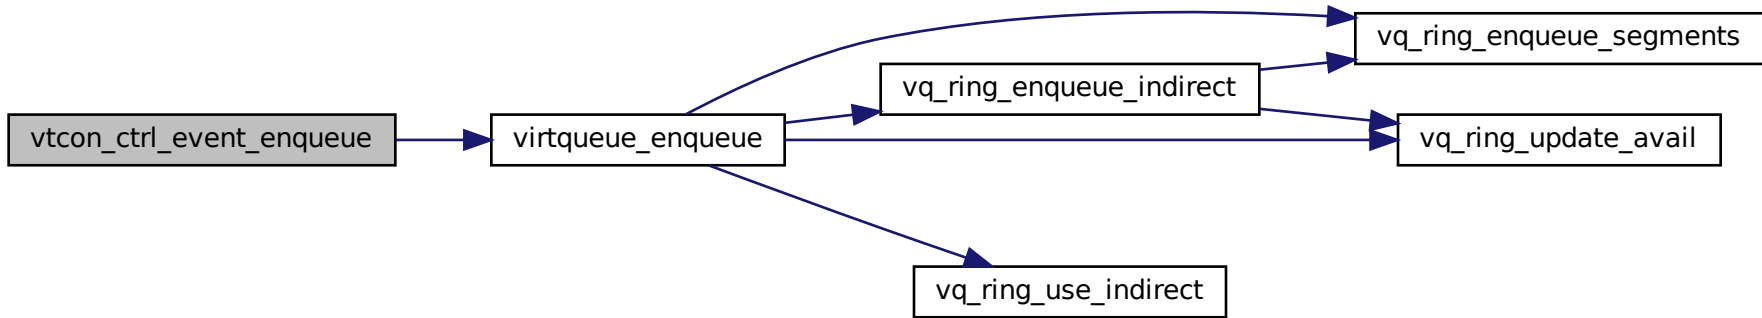 vtcon_ctrl_event_enqueue
virtqueue_enqueue
vq_ring_enqueue_indirect
vq_ring_enqueue_segments
vq_ring_update_avail
vq_ring_use_indirect